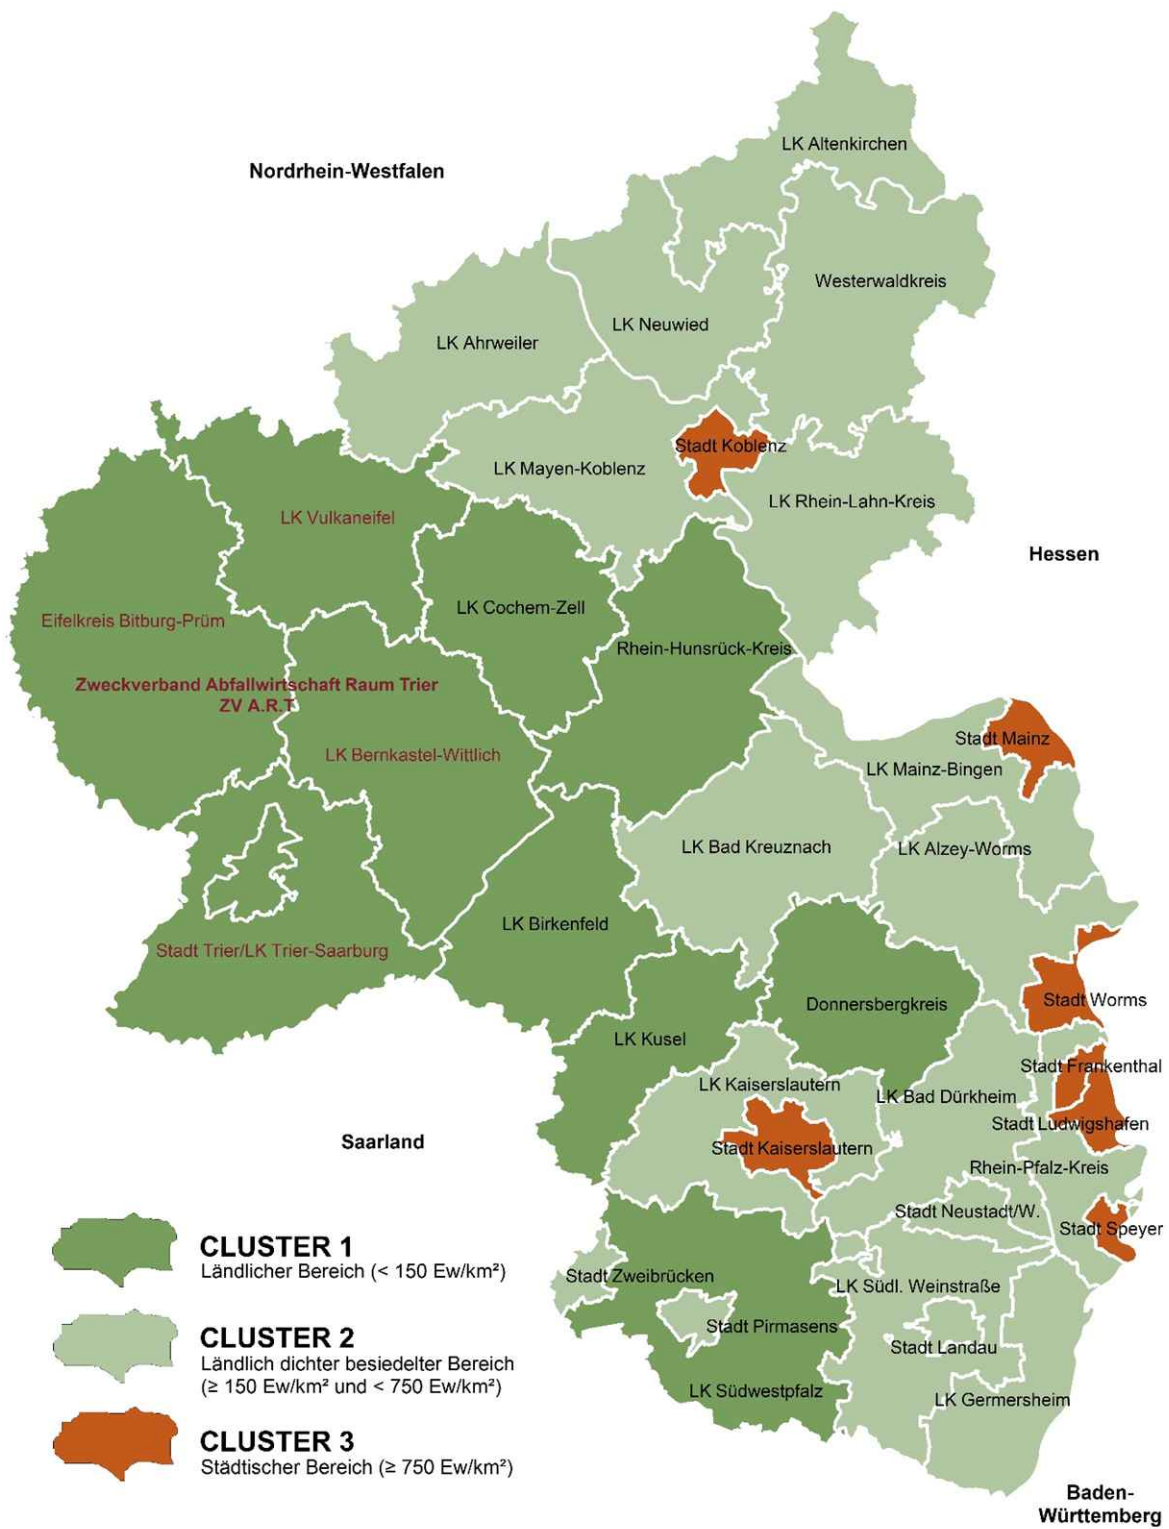 LK Altenkirchen
Nordrhein-Westfalen
Westerwaldkreis
LK Neuwied
LK Ahrweiler
Stadt Koblenz
LK Mayen-Koblenz
LK Rhein-Lahn-Kreis
LK Vulkaneifel
Hessen
LK Cochem-Zell
Eifelkreis Bitburg-Prüm
Rhein-Hunsrück-Kreis
Zweckverband Abfallwirtschaft Raum Trier
ZV A.R.T
Stadt Mainz
LK Bernkastel-Wittlich
LK Mainz-Bingen
LK Bad Kreuznach
LK Alzey-Worms
LK Birkenfeld
Stadt Trier/LK Trier-Saarburg
Stadt Worms
Donnersbergkreis
LK Kusel
Stadt Frankenthal
LK Kaiserslautern
LK Bad Dürkheim
Stadt Ludwigshafen
Saarland
Stadt Kaiserslautern
Rhein-Pfalz-Kreis
Stadt Neustadt/W.
Stadt Speyer
CLUSTER 1
Ländlicher Bereich (< 150 Ew/km²)
Stadt Zweibrücken
LK Südl. Weinstraße
Stadt Pirmasens
CLUSTER 2
Ländlich dichter besiedelter Bereich
(≥ 150 Ew/km² und < 750 Ew/km²)
Stadt Landau
LK Südwestpfalz
LK Germersheim
CLUSTER 3
Städtischer Bereich (≥ 750 Ew/km²)
Baden-
Württemberg